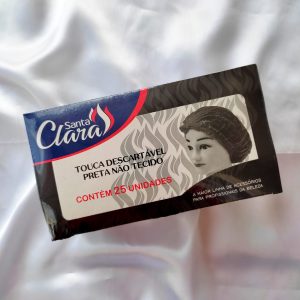 Santa
Clara
TOUCA DESCARTÁVEL
PRETA NÃO TECIDO
CONTÉM 25 UNIDADES
A MAIOR LINHA DE ACESSÓRIOS
PARA PROFISSIONAIS DA BELEZA